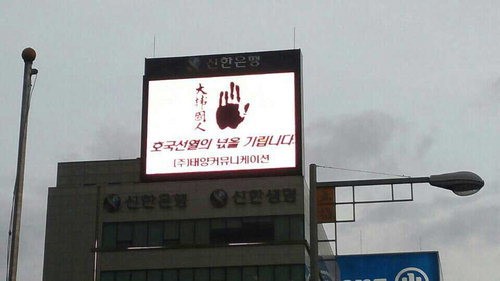 신한은행
大韓國人
호국선열의 넋을 기립니다.
(주)태양커뮤니케이션
신한은행 신한생명